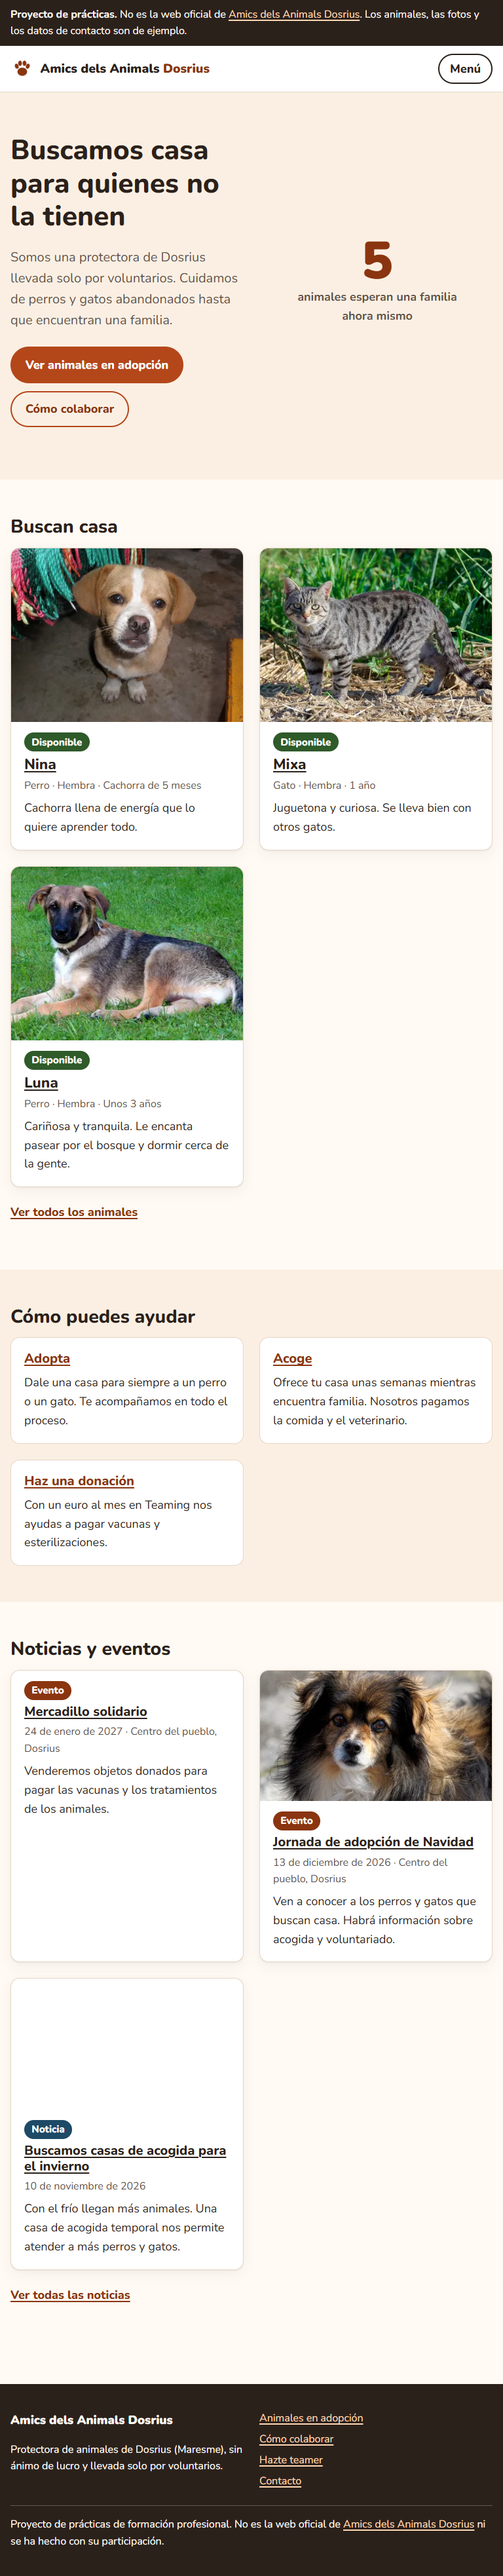 Proyecto de prácticas. No es la web oficial de Amics dels Animals Dosrius. Los animales, las fotos y
los datos de contacto son de ejemplo.
Amics dels Animals Dosrius
Menú
Buscamos casa
para quienes no
la tienen
Somos una protectora de Dosrius
llevada solo por voluntarios. Cuidamos
de perros y gatos abandonados hasta
que encuentran una familia.
Ver animales en adopción
Cómo colaborar
5
animales esperan una familia
ahora mismo
Buscan casa
Disponible
Nina
Perro · Hembra · Cachorra de 5 meses
Cachorra llena de energía que lo
quiere aprender todo.
Disponible
Mixa
Gato · Hembra · 1 año
Juguetona y curiosa. Se lleva bien con
otros gatos.
Disponible
Luna
Perro · Hembra · Unos 3 años
Cariñosa y tranquila. Le encanta
pasear por el bosque y dormir cerca de
la gente.
Ver todos los animales
Cómo puedes ayudar
Adopta
Dale una casa para siempre a un perro
o un gato. Te acompañamos en todo el
proceso.
Acoge
Ofrece tu casa unas semanas mientras
encuentra familia. Nosotros pagamos
la comida y el veterinario.
Haz una donación
Con un euro al mes en Teaming nos
ayudas a pagar vacunas y
esterilizaciones.
Noticias y eventos
Evento
Mercadillo solidario
24 de enero de 2027 · Centro del pueblo,
Dosrius
Venderemos objetos donados para
pagar las vacunas y los tratamientos
de los animales.
Evento
Jornada de adopción de Navidad
13 de diciembre de 2026 · Centro del
pueblo, Dosrius
Ven a conocer a los perros y gatos que
buscan casa. Habrá información sobre
acogida y voluntariado.
Noticia
Buscamos casas de acogida para
el invierno
10 de noviembre de 2026
Con el frío llegan más animales. Una
casa de acogida temporal nos permite
atender a más perros y gatos.
Ver todas las noticias
Amics dels Animals Dosrius
Protectora de animales de Dosrius (Maresme), sin
ánimo de lucro y llevada solo por voluntarios.
Animales en adopción
Cómo colaborar
Hazte teamer
Contacto
Proyecto de prácticas de formación profesional. No es la web oficial de Amics dels Animals Dosrius ni
se ha hecho con su participación.